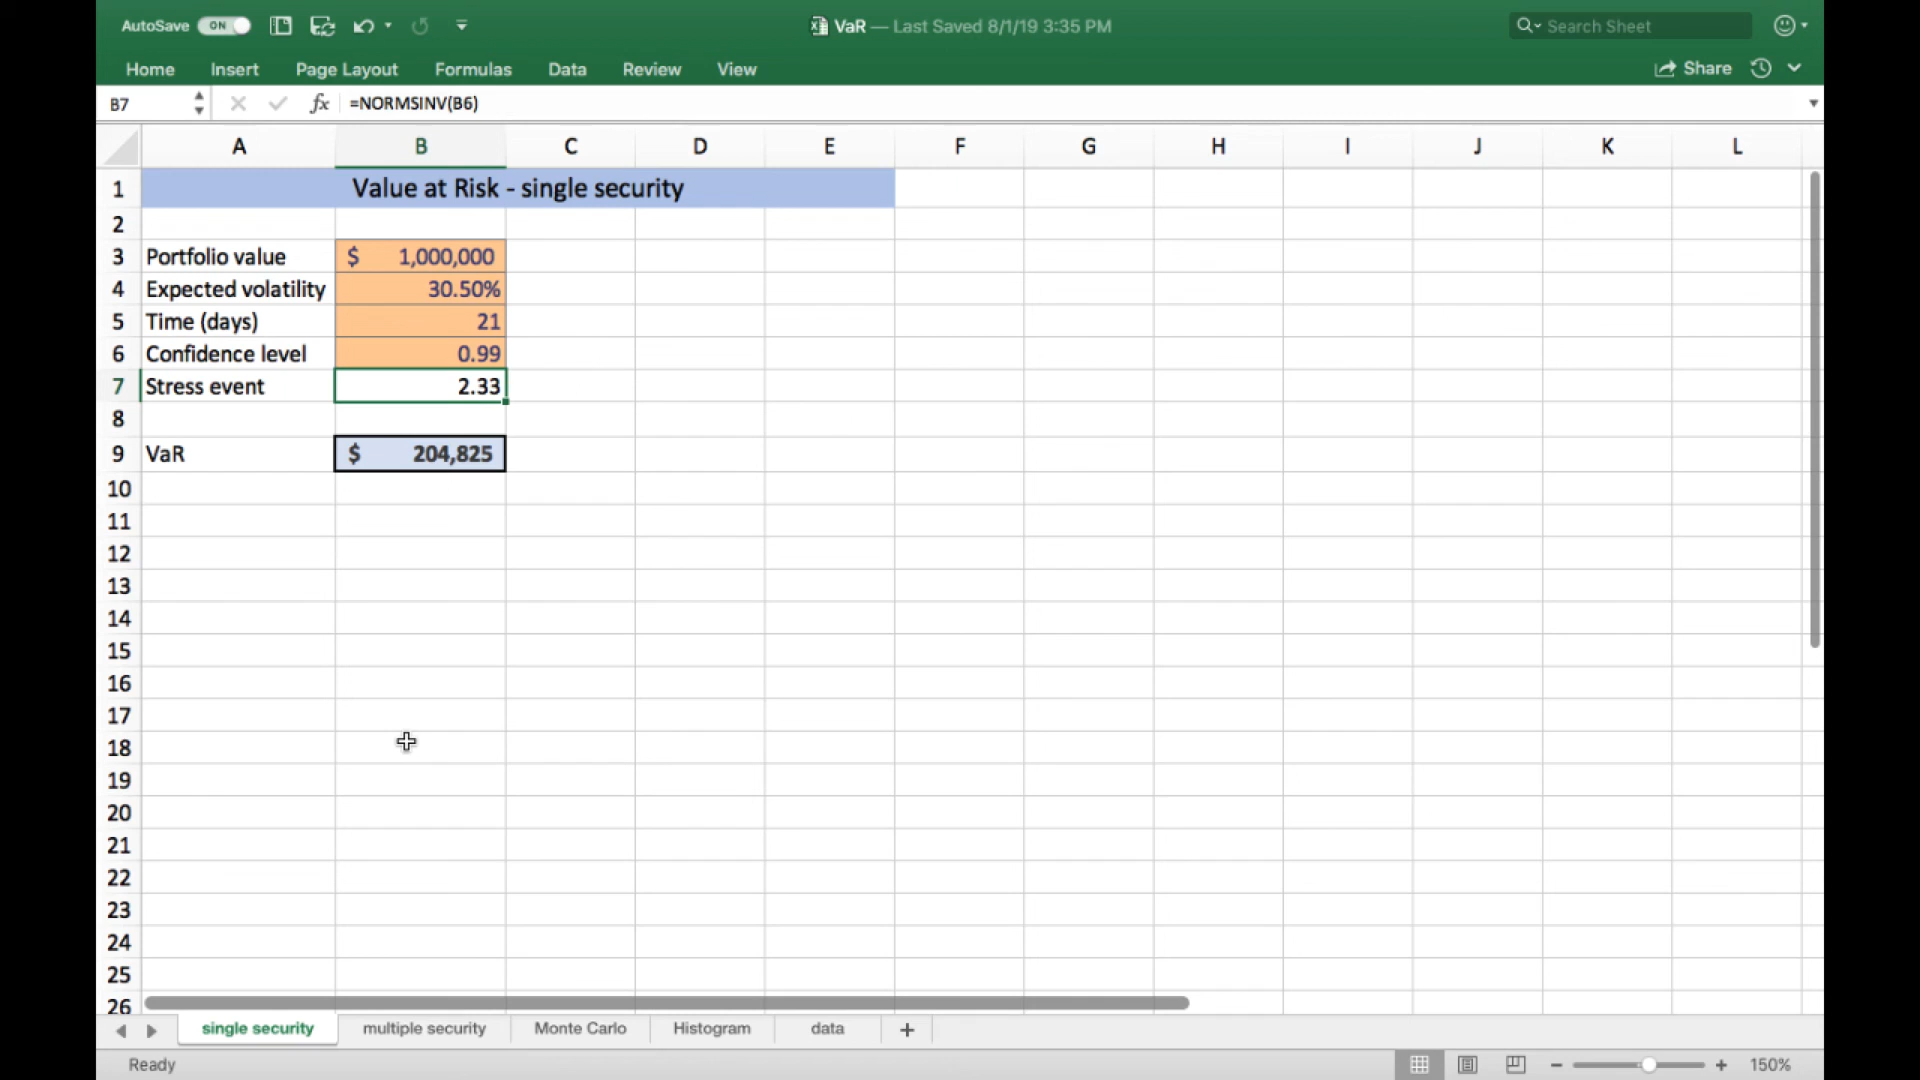 AutoSave ON VaR — Last Saved 8/1/19 3:35 PM Search Sheet
Home Insert Page Layout Formulas Data Review View Share
B7 fx =NORMSINV(B6)
A B C D E F G H I J K L
1 Value at Risk - single security
2
3 Portfolio value $ 1,000,000
4 Expected volatility 30.50%
5 Time (days) 21
6 Confidence level 0.99
7 Stress event 2.33
8
9 VaR $ 204,825
10
11
12
13
14
15
16
17
18
19
20
21
22
23
24
25
26
single security multiple security Monte Carlo Histogram data +
Ready 150%